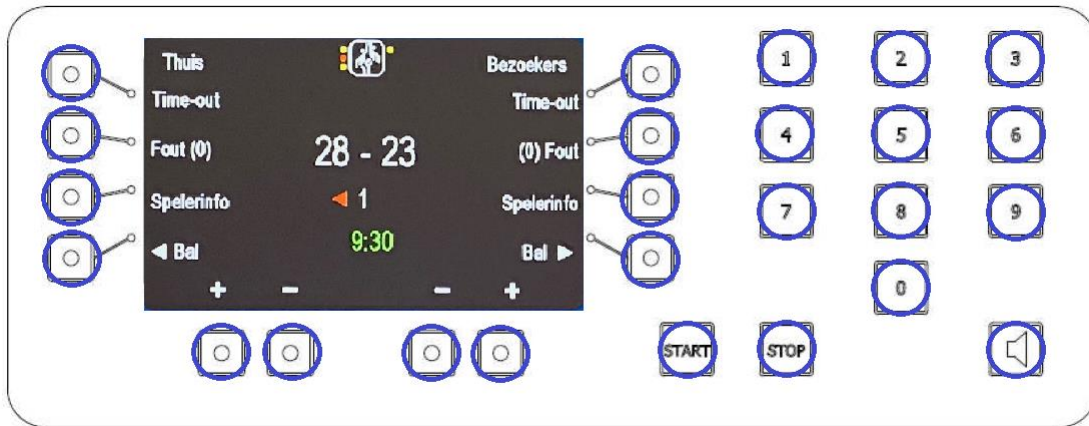 Thuis
Bezoekers
Time-out
Time-out
Fout (0)
28 - 23
(0) Fout
Spelerinfo
◀ 1
Spelerinfo
◀ Bal
9:30
Bal ▶
+ - - +
1 2 3
4 5 6
7 8 9
0
START STOP